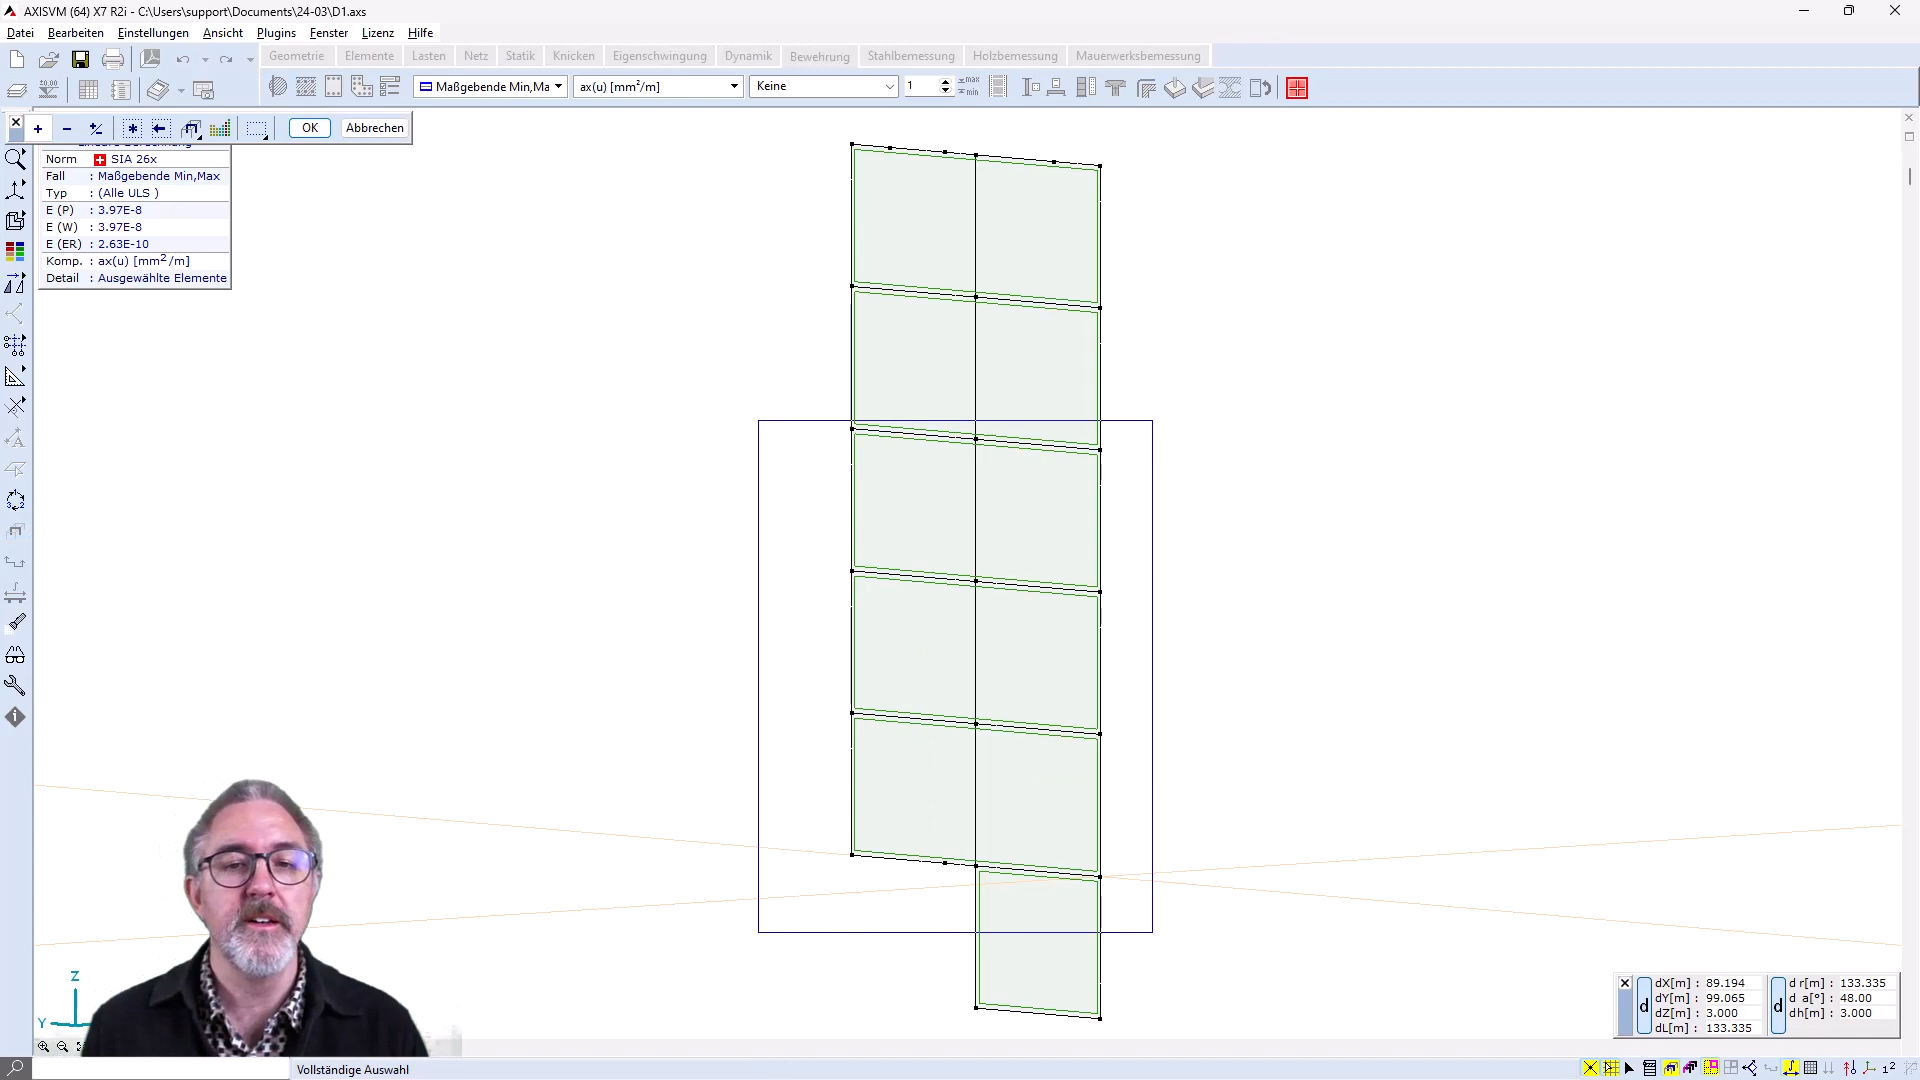 AXISVM (64) X7 R2i - C:\Users\support\Documents\24-03\D1.axs
Datei Bearbeiten Einstellungen Ansicht Plugins Fenster Lizenz Hilfe
Geometrie Elemente Lasten Netz Statik Knicken Eigenschwingung Dynamik Bewehrung Stahlbemessung Holzbemessung Mauerwerksbemessung
Maßgebende Min,Ma ax(u) [mm²/m] Keine 1 max min
OK Abbrechen
Norm SIA 26x
Fall : Maßgebende Min,Max
Typ : (Alle ULS )
E (P) : 3.97E-8
E (W) : 3.97E-8
E (ER) : 2.63E-10
Komp. : ax(u) [mm²/m]
Detail : Ausgewählte Elemente
Z
Y
d
dX[m] : 89.194
dY[m] : 99.065
dZ[m] : 3.000
dL[m] : 133.335
d
d r[m] : 133.335
d a[°] : 48.00
dh[m] : 3.000
Vollständige Auswahl